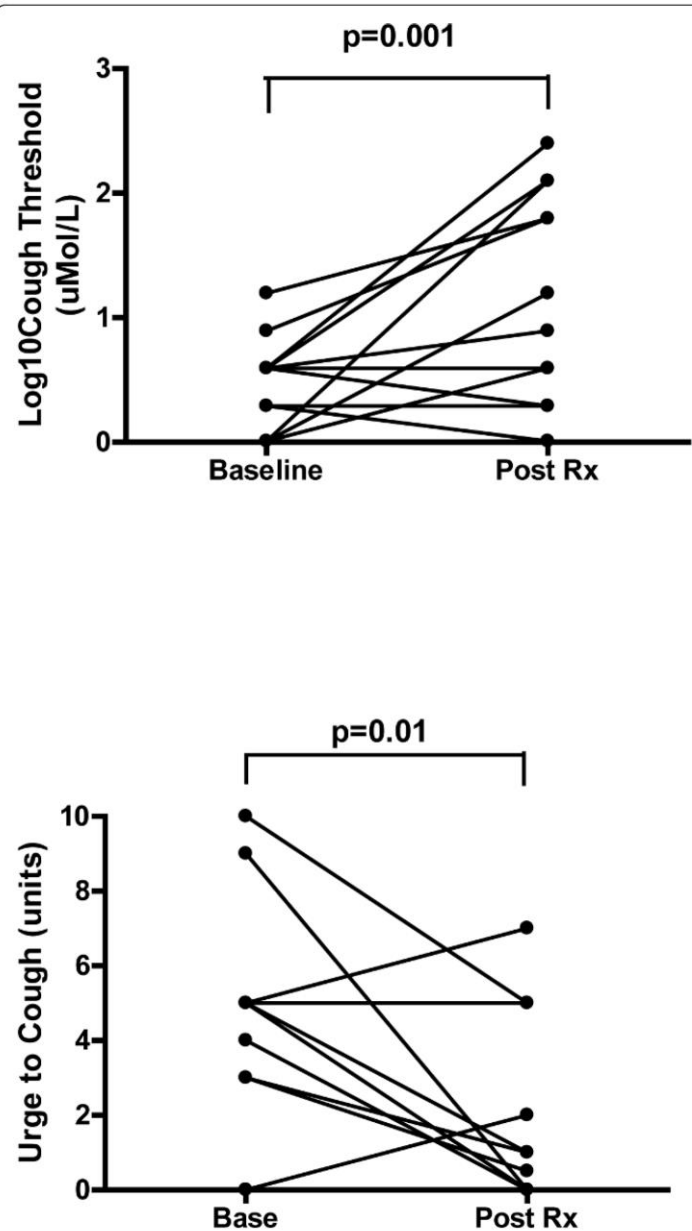 p=0.001
3
2
1
0
Log10Cough Threshold
(uMol/L)
Baseline
Post Rx
p=0.01
10
8
6
4
2
0
Urge to Cough (units)
Base
Post Rx